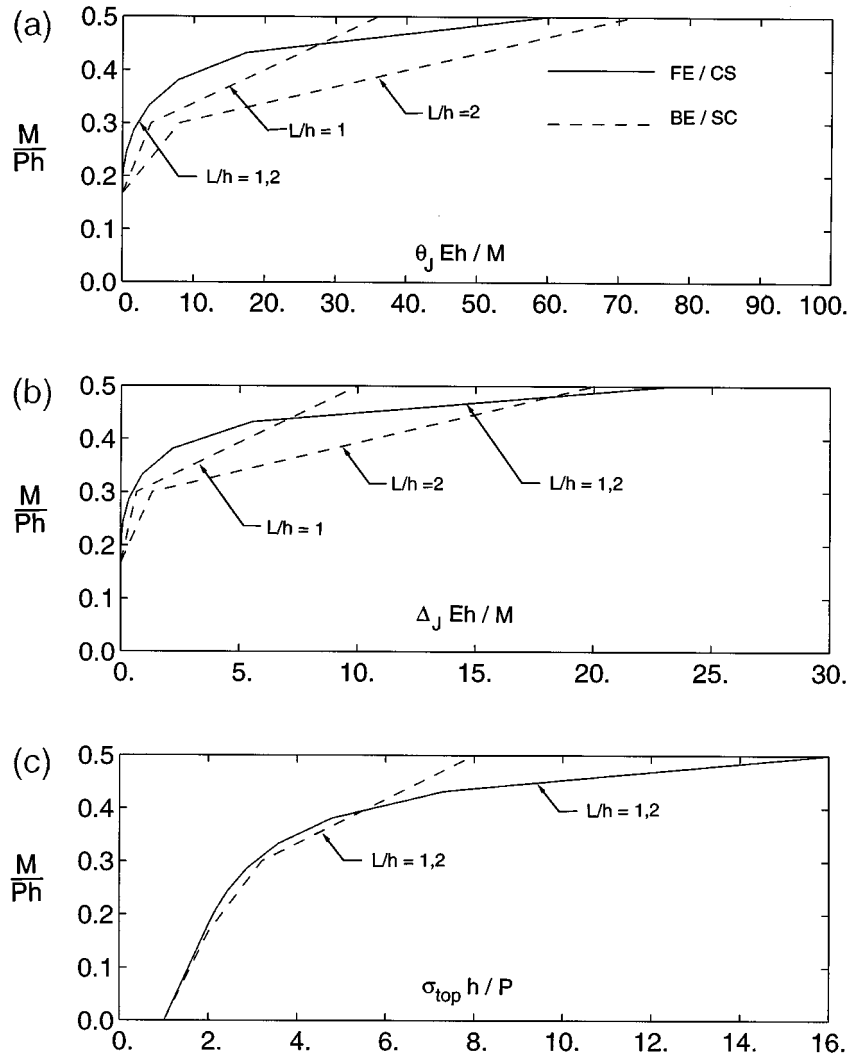 (a)
0.5
0.4
0.3
0.2
0.1
0.0
M
Ph
FE / CS
BE / SC
L/h =2
L/h = 1
L/h = 1,2
θJ Eh / M
0. 10. 20. 30. 40. 50. 60. 70. 80. 90. 100.
(b)
0.5
0.4
0.3
0.2
0.1
0.0
M
Ph
L/h =2
L/h = 1,2
L/h = 1
ΔJ Eh / M
0. 5. 10. 15. 20. 25. 30.
(c)
0.5
0.4
0.3
0.2
0.1
0.0
M
Ph
L/h = 1,2
L/h = 1,2
σtop h / P
0. 2. 4. 6. 8. 10. 12. 14. 16.